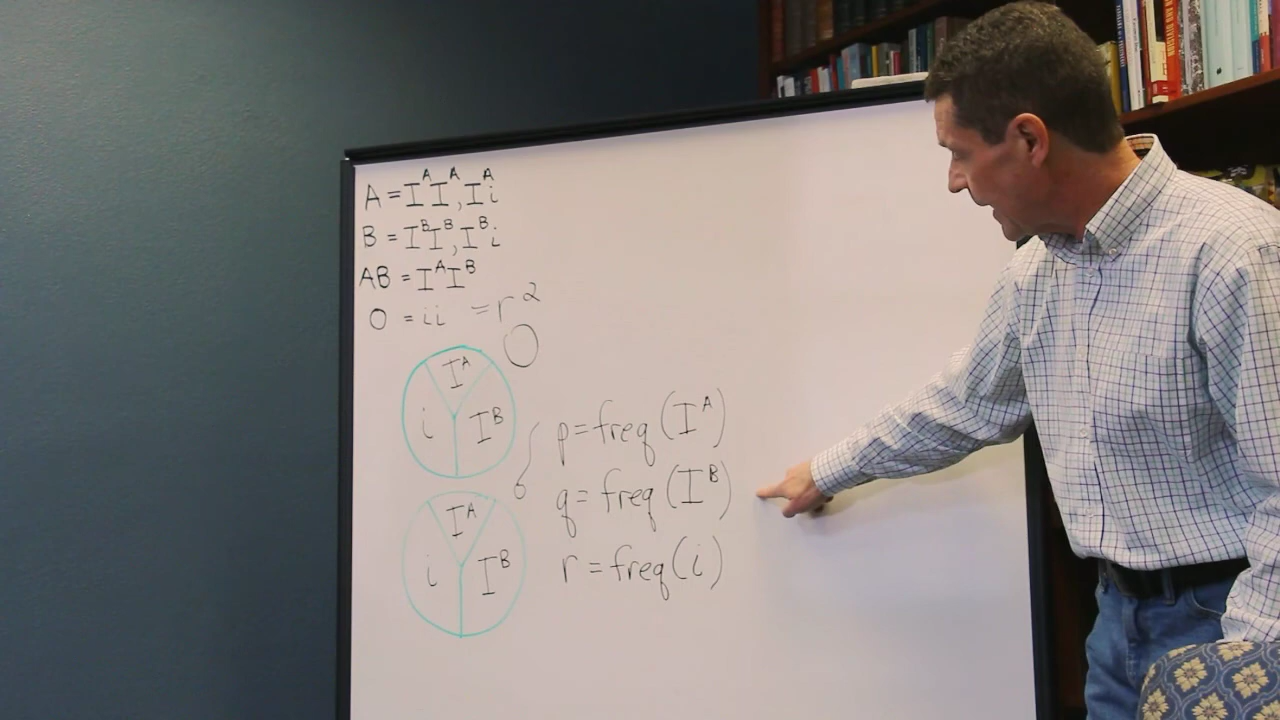 A = IᴬIᴬ, Iᴬi
B = IᴮIᴮ, Iᴮi
AB = IᴬIᴮ
O = ii = r²
Iᴬ
i Iᴮ
p = freq (Iᴬ)
q = freq (Iᴮ)
r = freq (i)
Iᴬ
i Iᴮ